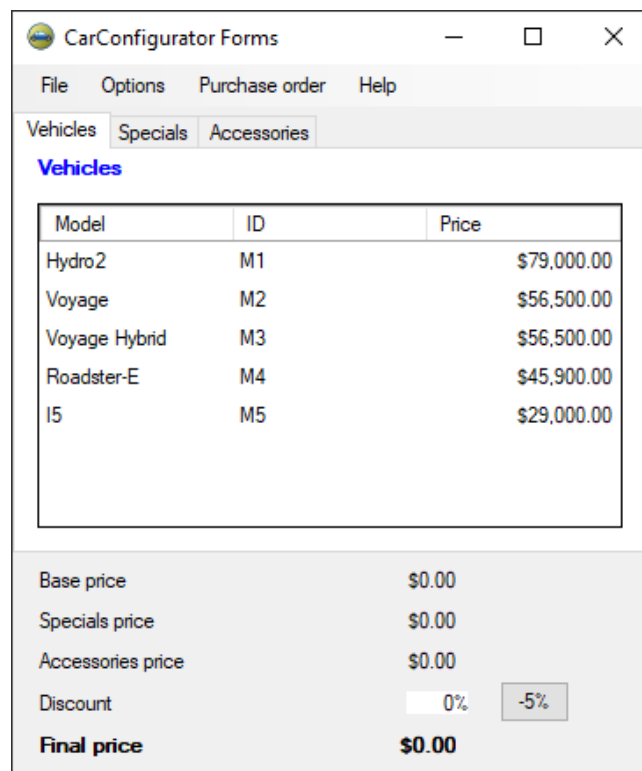 CarConfigurator Forms
File Options Purchase order Help
Vehicles Specials Accessories
Vehicles
Model ID Price
Hydro2 M1 $79,000.00
Voyage M2 $56,500.00
Voyage Hybrid M3 $56,500.00
Roadster-E M4 $45,900.00
I5 M5 $29,000.00
Base price $0.00
Specials price $0.00
Accessories price $0.00
Discount 0% -5%
Final price $0.00